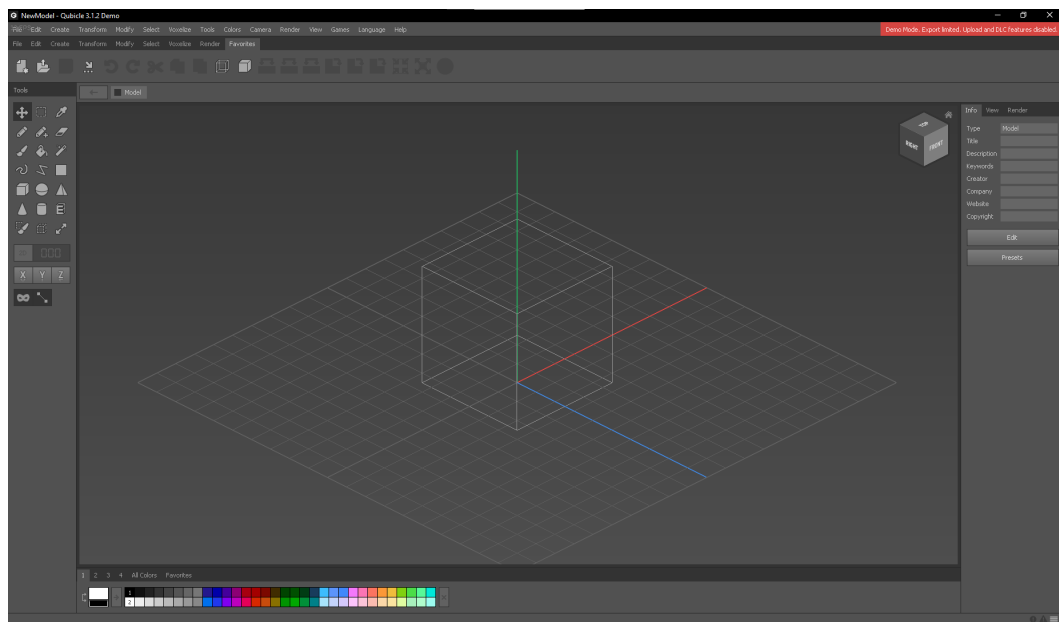 NewModel - Qubicle 3.1.2 Demo
File Edit Create Transform Modify Select Voxelize Tools Colors Camera Render View Games Language Help
Demo Mode. Export limited. Upload and DLC features disabled.
File Edit Create Transform Modify Select Voxelize Render Favorites
Tools
Model
Info View Render
Type Model
Title
Description
Keywords
Creator
Company
Website
Copyright
Edit
Presets
TOP
RIGHT FRONT
X Y Z
1 2 3 4 All Colors Favorites
1
2